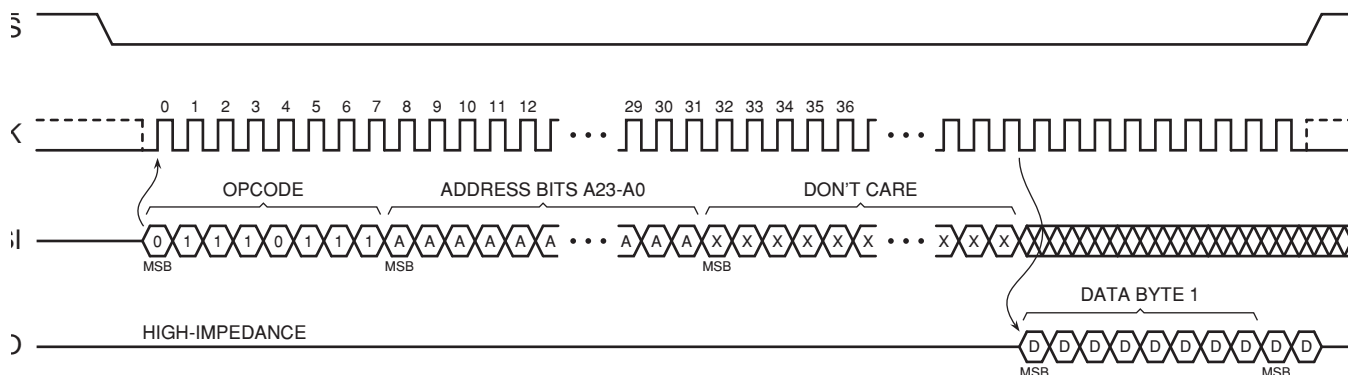 0 1 2 3 4 5 6 7 8 9 10 11 12 29 30 31 32 33 34 35 36
OPCODE ADDRESS BITS A23-A0 DON'T CARE
0 1 1 1 0 1 1 1 A A A A A A A A A X X X X X X X X X
MSB MSB MSB
DATA BYTE 1
HIGH-IMPEDANCE
D D D D D D D D D D
MSB MSB